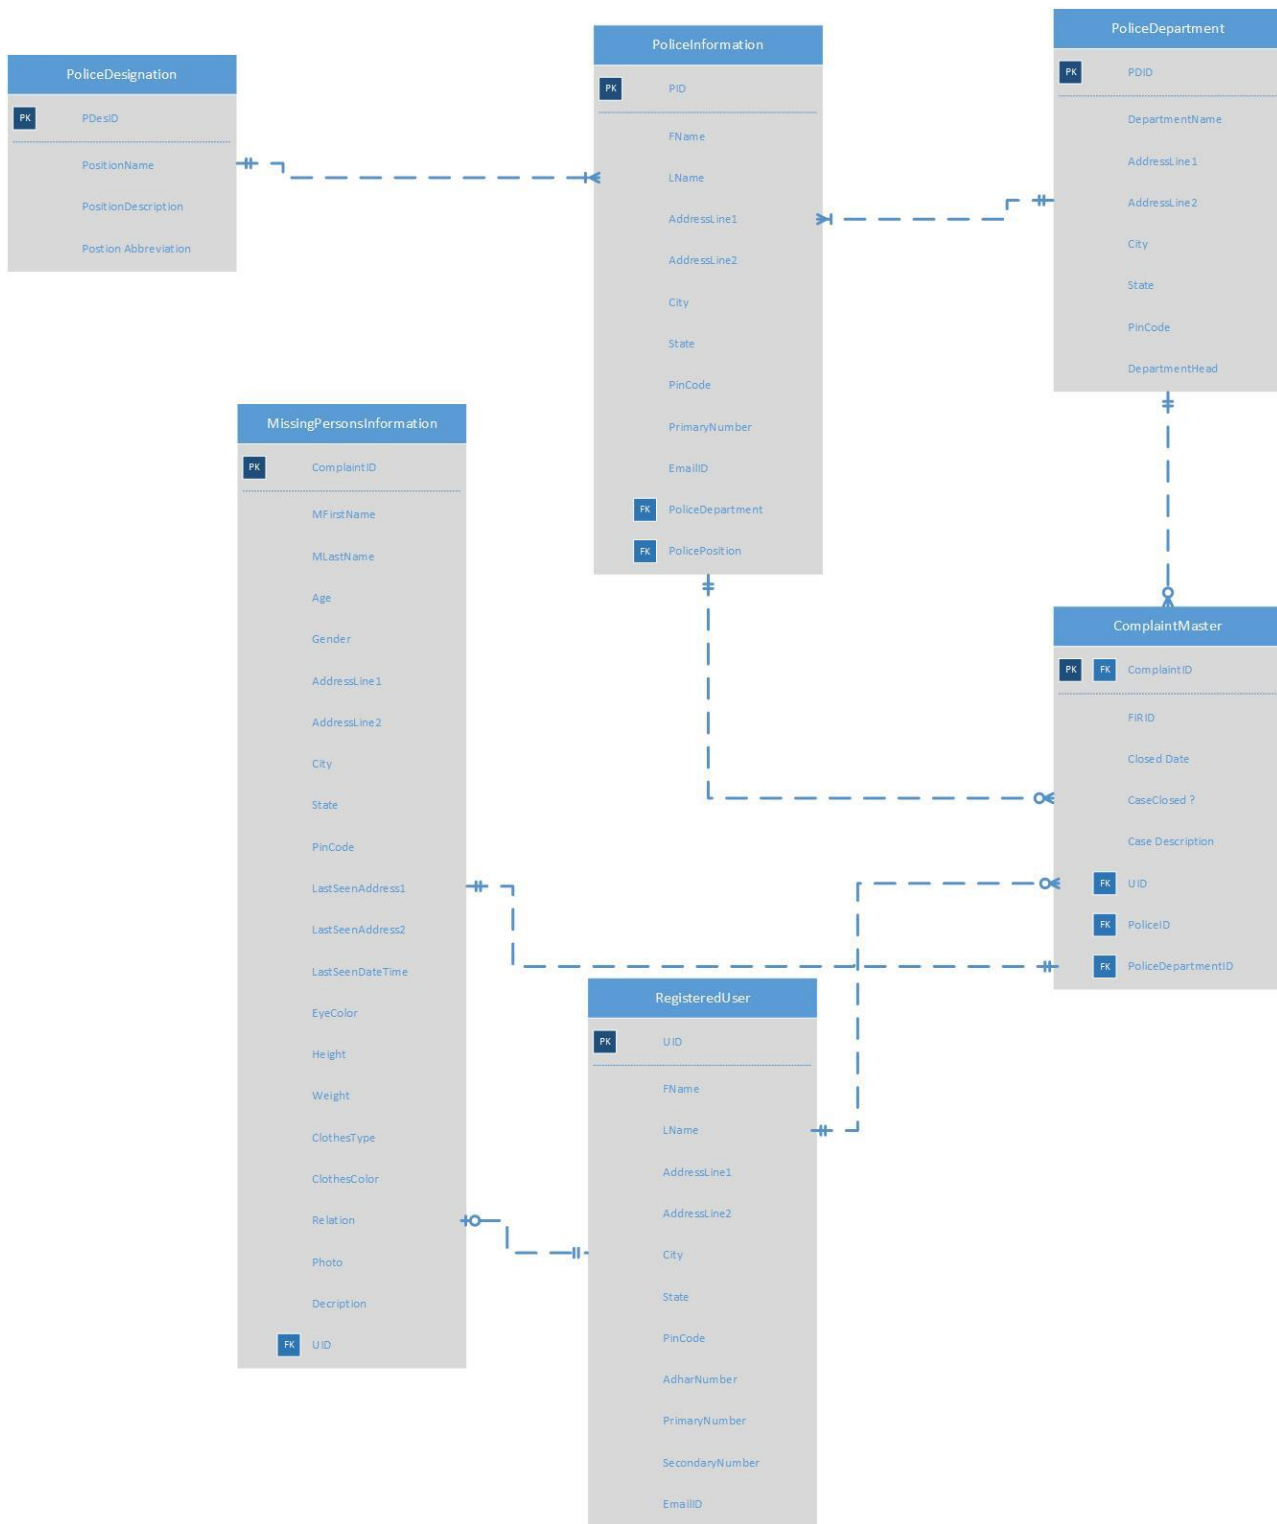 PoliceDesignation
PK PDesID
PositionName
PositionDescription
Postion Abbreviation
PoliceInformation
PK PID
FName
LName
AddressLine1
AddressLine2
City
State
PinCode
PrimaryNumber
EmailID
FK PoliceDepartment
FK PolicePosition
PoliceDepartment
PK PDID
DepartmentName
AddressLine1
AddressLine2
City
State
PinCode
DepartmentHead
MissingPersonsInformation
PK ComplaintID
MFirstName
MLastName
Age
Gender
AddressLine1
AddressLine2
City
State
PinCode
LastSeenAddress1
LastSeenAddress2
LastSeenDateTime
EyeColor
Height
Weight
ClothesType
ClothesColor
Relation
Photo
Decription
FK UID
ComplaintMaster
PK FK ComplaintID
FIRID
Closed Date
CaseClosed ?
Case Description
FK UID
FK PoliceID
FK PoliceDepartmentID
RegisteredUser
PK UID
FName
LName
AddressLine1
AddressLine2
City
State
PinCode
AdharNumber
PrimaryNumber
SecondaryNumber
EmailID